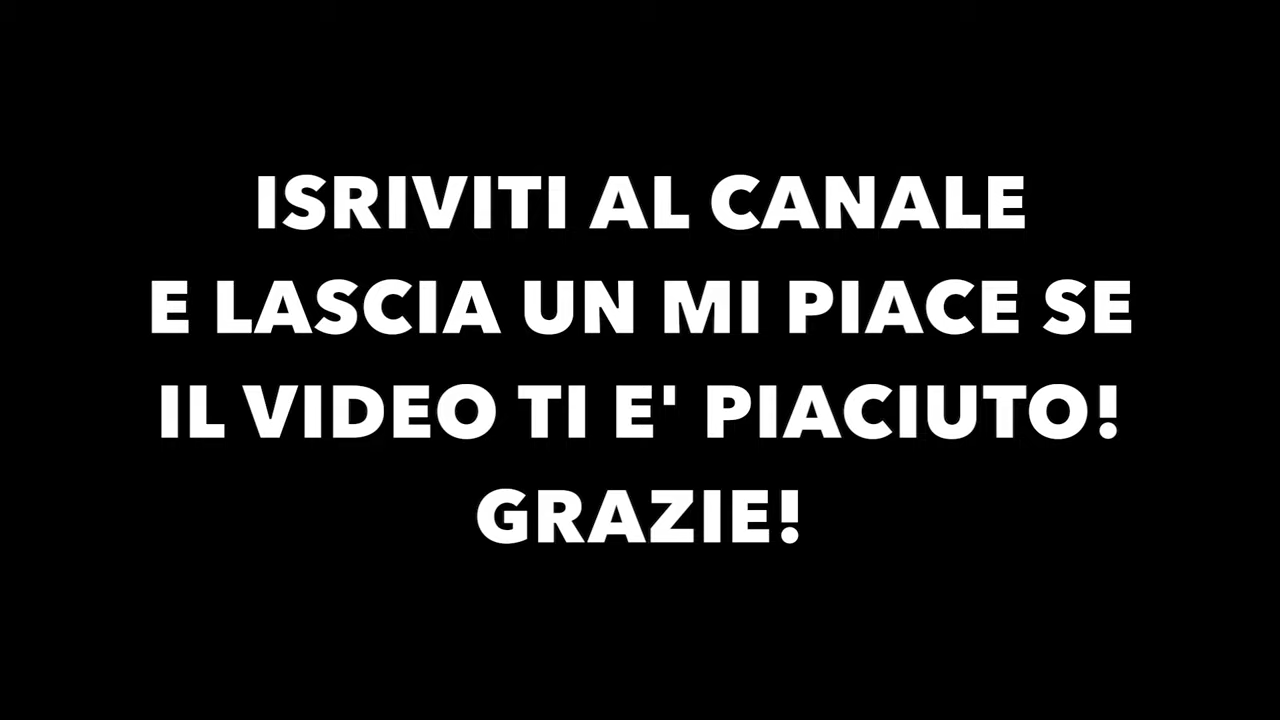 ISRIVITI AL CANALE
E LASCIA UN MI PIACE SE
IL VIDEO TI E' PIACIUTO!
GRAZIE!